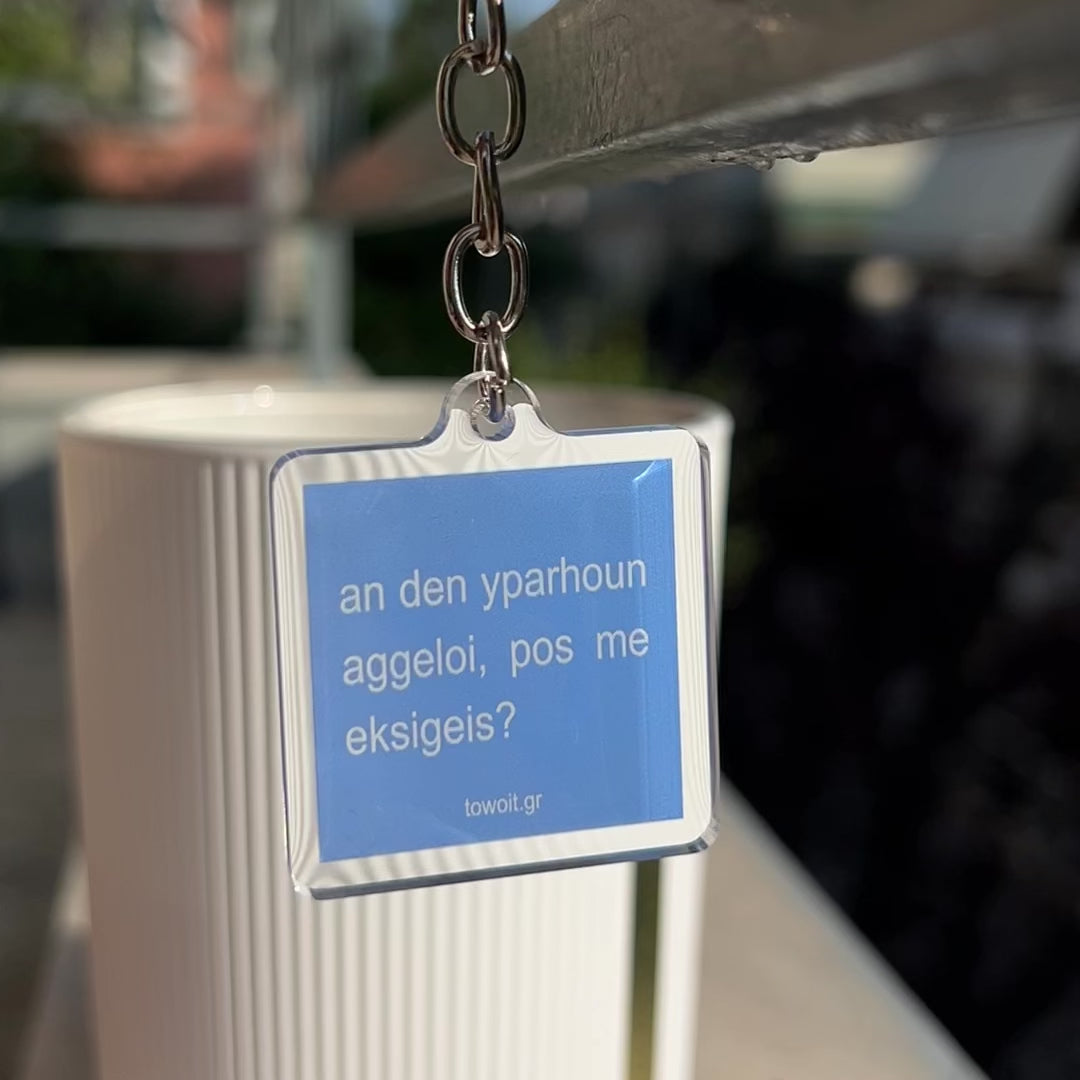 an den yparhoun
aggeloi, pos me
eksigeis?
towoit.gr